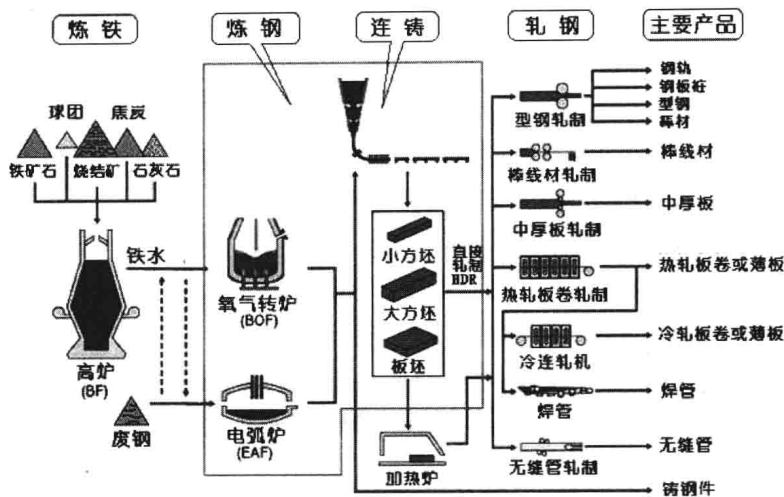 炼铁
炼钢
连铸
轧钢
主要产品
球团
焦炭
铁矿石
烧结矿
石灰石
铁水
高炉
(BF)
废钢
氧气转炉
(BOF)
电弧炉
(EAF)
小方坯
大方坯
板坯
直接
轧制
HDR
加热炉
型钢轧制
棒线材轧制
中厚板轧制
热轧板卷轧制
冷连轧机
焊管
无缝管轧制
钢轨
钢板桩
型钢
棒材
棒线材
中厚板
热轧板卷或薄板
冷轧板卷或薄板
焊管
无缝管
铸钢件